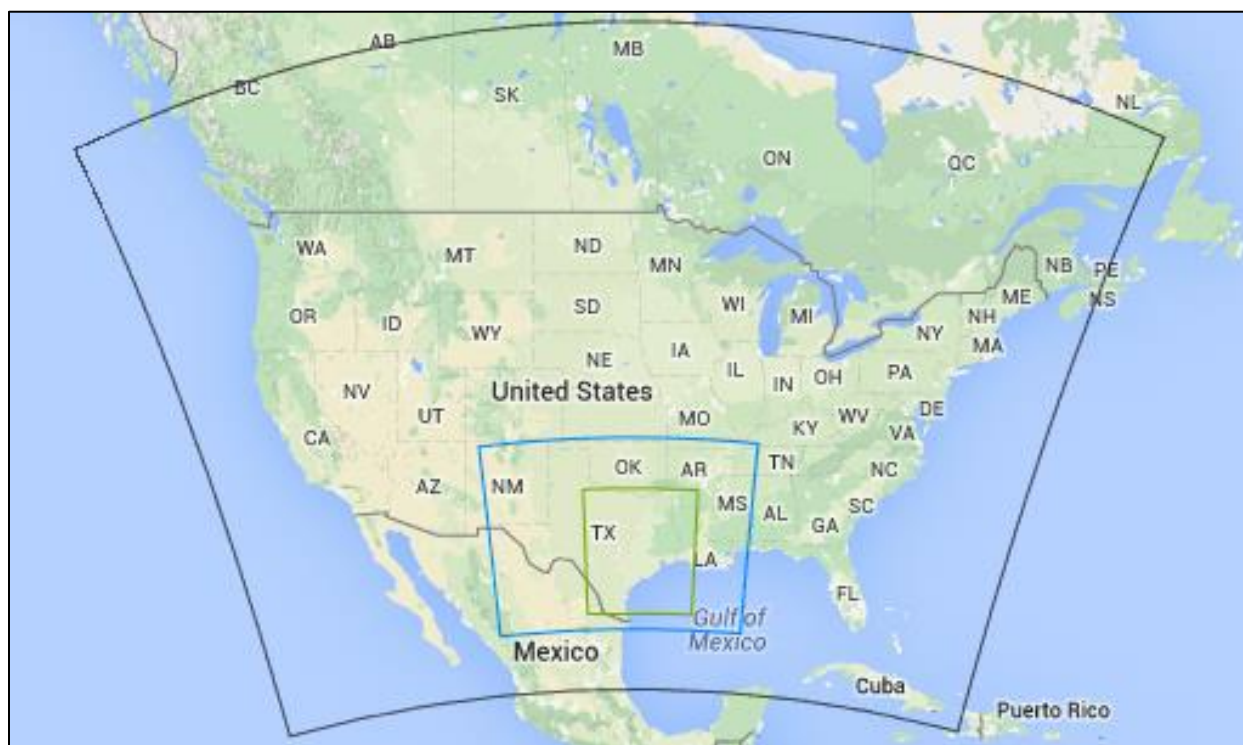 AB
MB
BC
SK
NL
ON
QC
WA
MT
ND
MN
NB
PE
OR
ID
SD
WI
MI
ME
NS
WY
NH
NY
MA
NE
IA
IL
IN
OH
PA
NV
United States
UT
MO
WV
DE
CA
KY
VA
OK
AR
TN
NC
AZ
NM
MS
AL
SC
GA
TX
LA
FL
Gulf of
Mexico
Mexico
Cuba
Puerto Rico